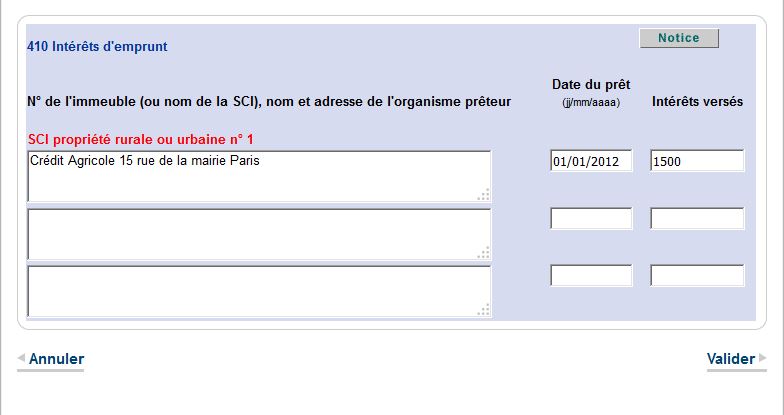 Notice
410 Intérêts d'emprunt
Date du prêt
(jj/mm/aaaa)
N° de l'immeuble (ou nom de la SCI), nom et adresse de l'organisme prêteur
Intérêts versés
SCI propriété rurale ou urbaine n° 1
Crédit Agricole 15 rue de la mairie Paris
01/01/2012
1500
Annuler
Valider